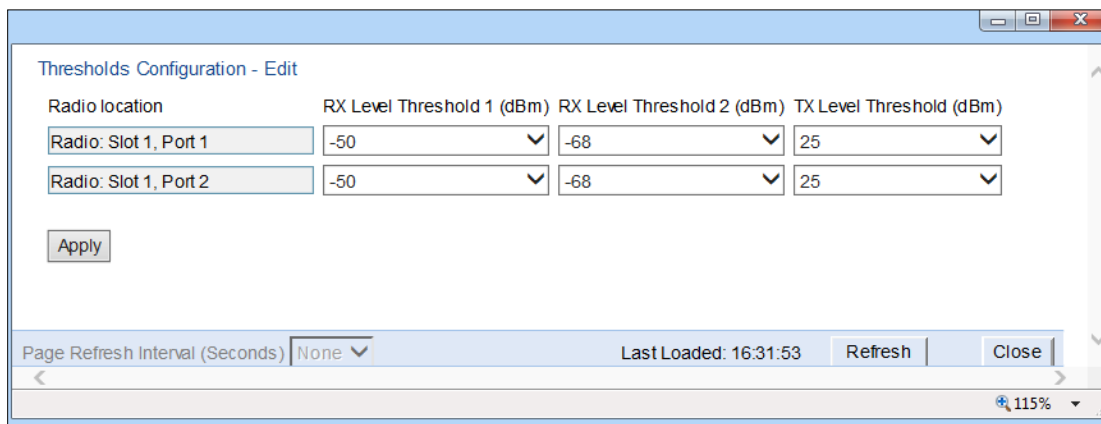 Thresholds Configuration - Edit
Radio location RX Level Threshold 1 (dBm) RX Level Threshold 2 (dBm) TX Level Threshold (dBm)
Radio: Slot 1, Port 1 -50 -68 25
Radio: Slot 1, Port 2 -50 -68 25
Apply
Page Refresh Interval (Seconds) None Last Loaded: 16:31:53 Refresh Close
115%